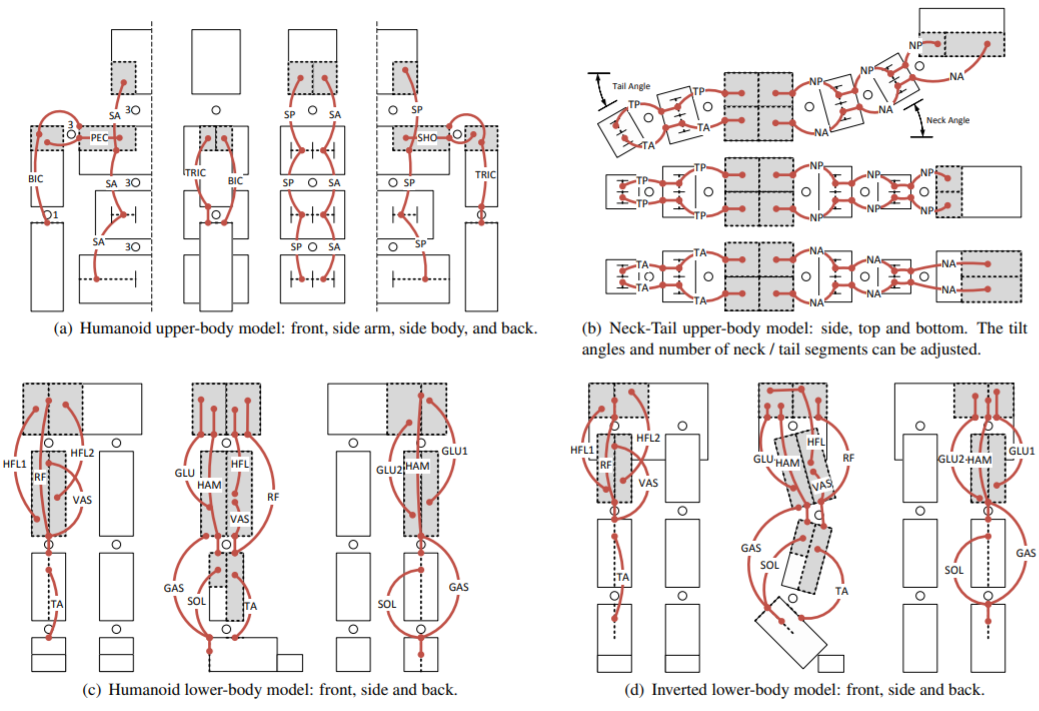 SA
3
SP
SA
SP
3
PEC
SHO
BIC
SA
3
TRIC
BIC
SP
SA
SP
TRIC
1
SA
3
SP
SA
SP
(a) Humanoid upper-body model: front, side arm, side body, and back.
NP
Tail Angle
TP
TP
NP
NP
NA
TA
TA
NA
NA
Neck Angle
TP
TP
NP
NP
NP
TP
TP
NP
NP
NP
TA
TA
NA
NA
NA
TA
TA
NA
NA
NA
(b) Neck-Tail upper-body model: side, top and bottom. The tilt
angles and number of neck / tail segments can be adjusted.
HFL1
RF
HFL2
VAS
TA
GLU
HAM
HFL
VAS
RF
GAS
SOL
TA
GLU2
HAM
GLU1
SOL
GAS
(c) Humanoid lower-body model: front, side and back.
HFL1
RF
HFL2
VAS
TA
GLU
HAM
HFL
VAS
RF
GAS
SOL
TA
GLU2
HAM
GLU1
SOL
GAS
(d) Inverted lower-body model: front, side and back.